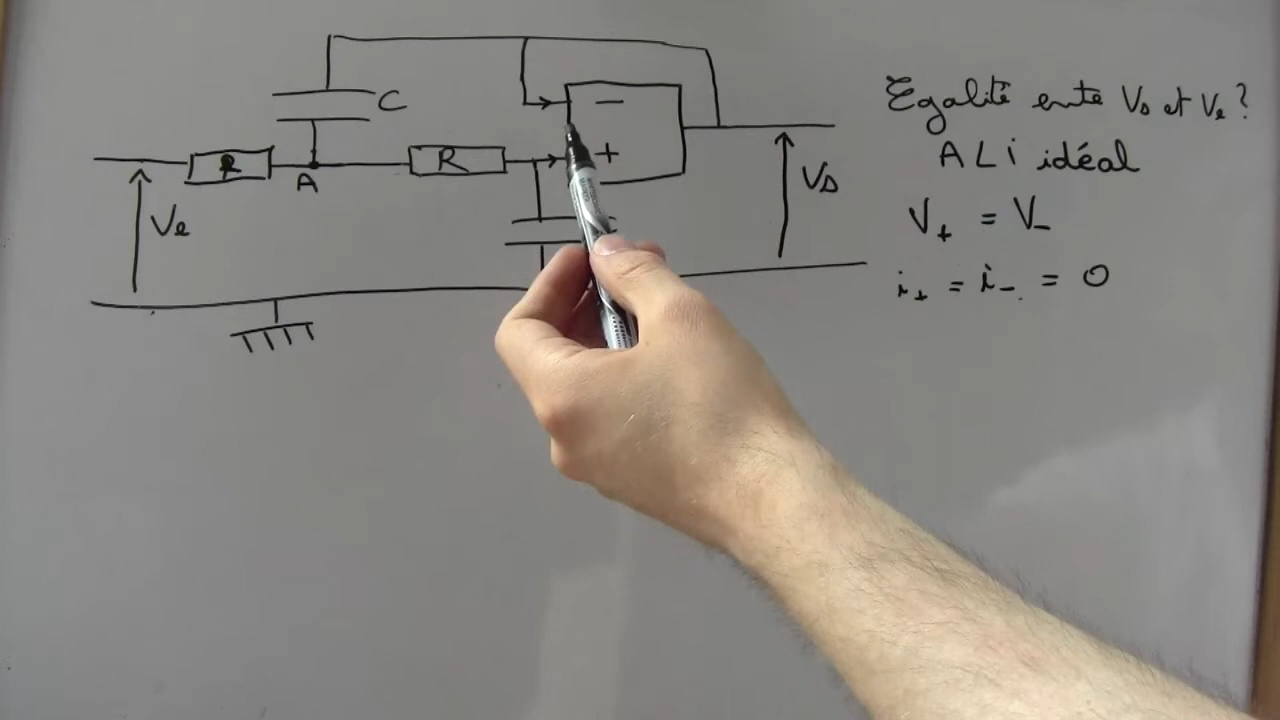 C
−
R
R
+
A
Ve
Vs
Egalité entre Vs et Ve ?
ALi idéal
V+ = V-
i+ = i- = 0